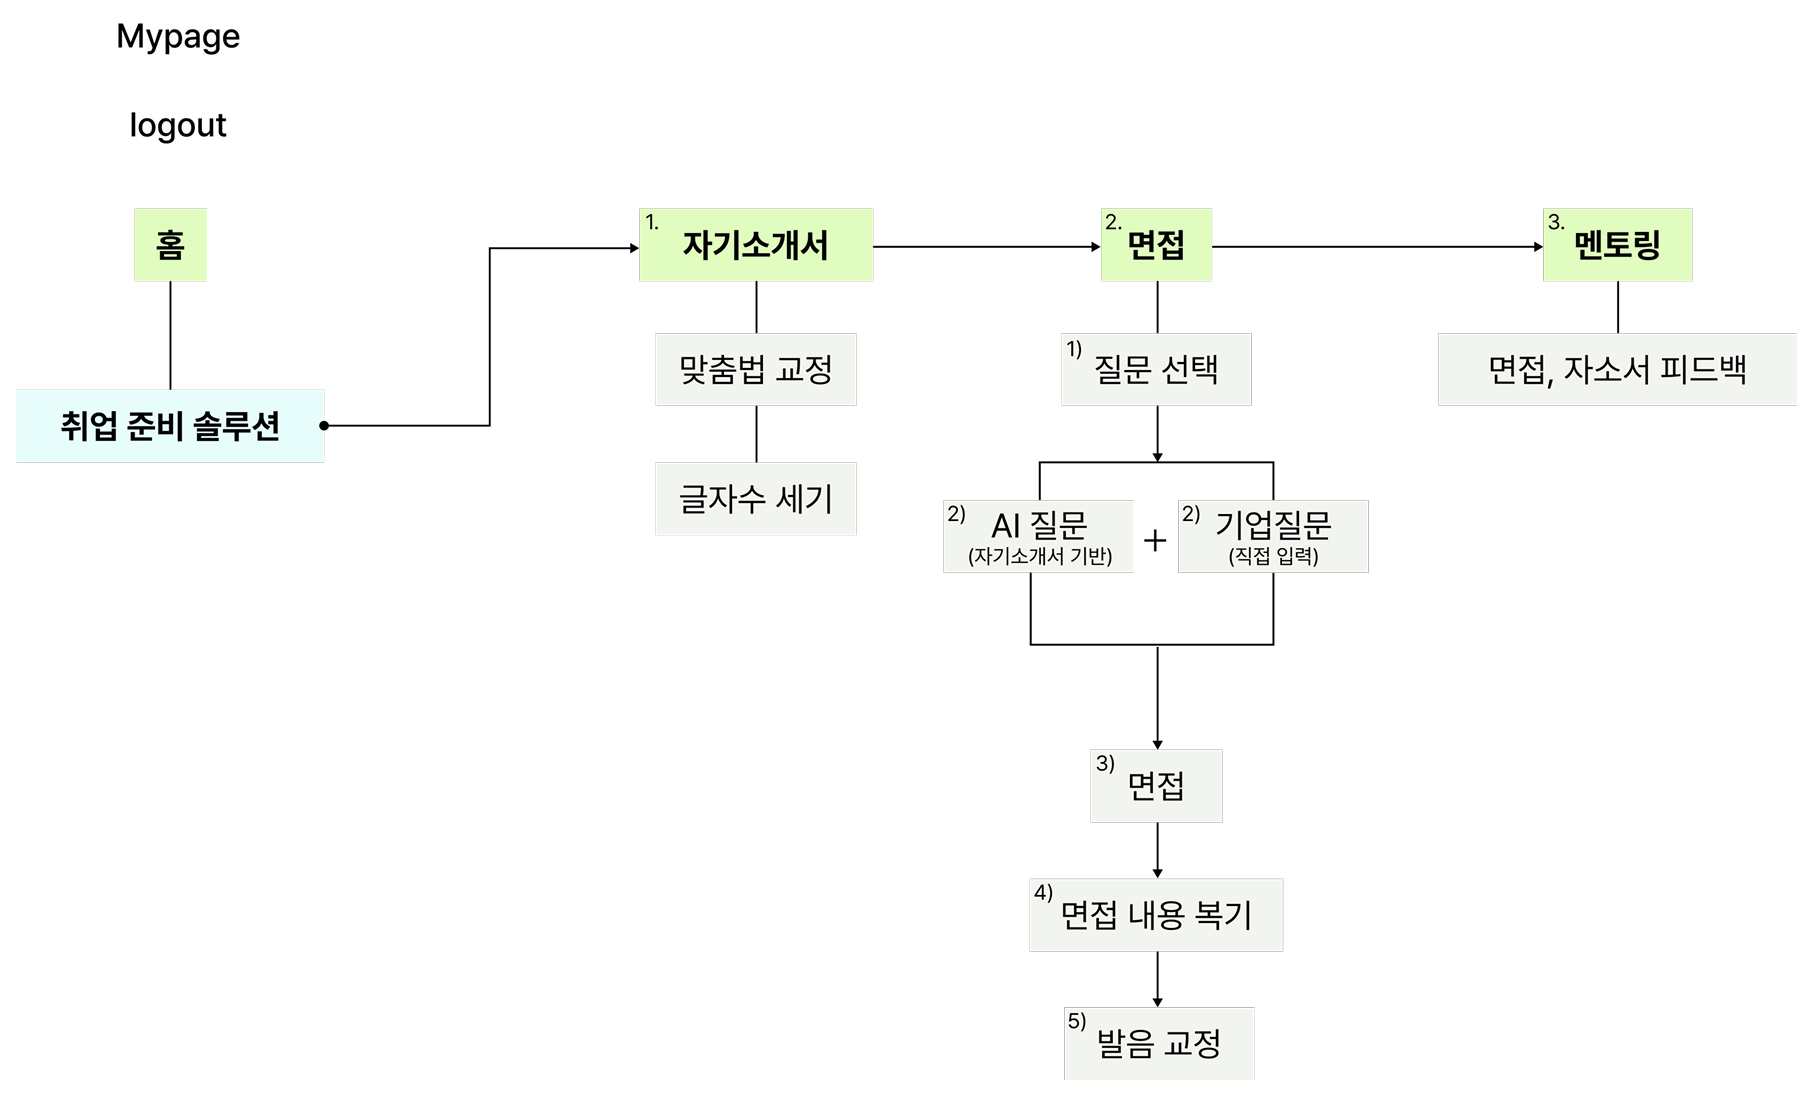 Mypage
logout
홈
취업 준비 솔루션
1. 자기소개서
맞춤법 교정
글자수 세기
2. 면접
1) 질문 선택
2) AI 질문
(자기소개서 기반)
+
2) 기업질문
(직접 입력)
3) 면접
4) 면접 내용 복기
5) 발음 교정
3. 멘토링
면접, 자소서 피드백